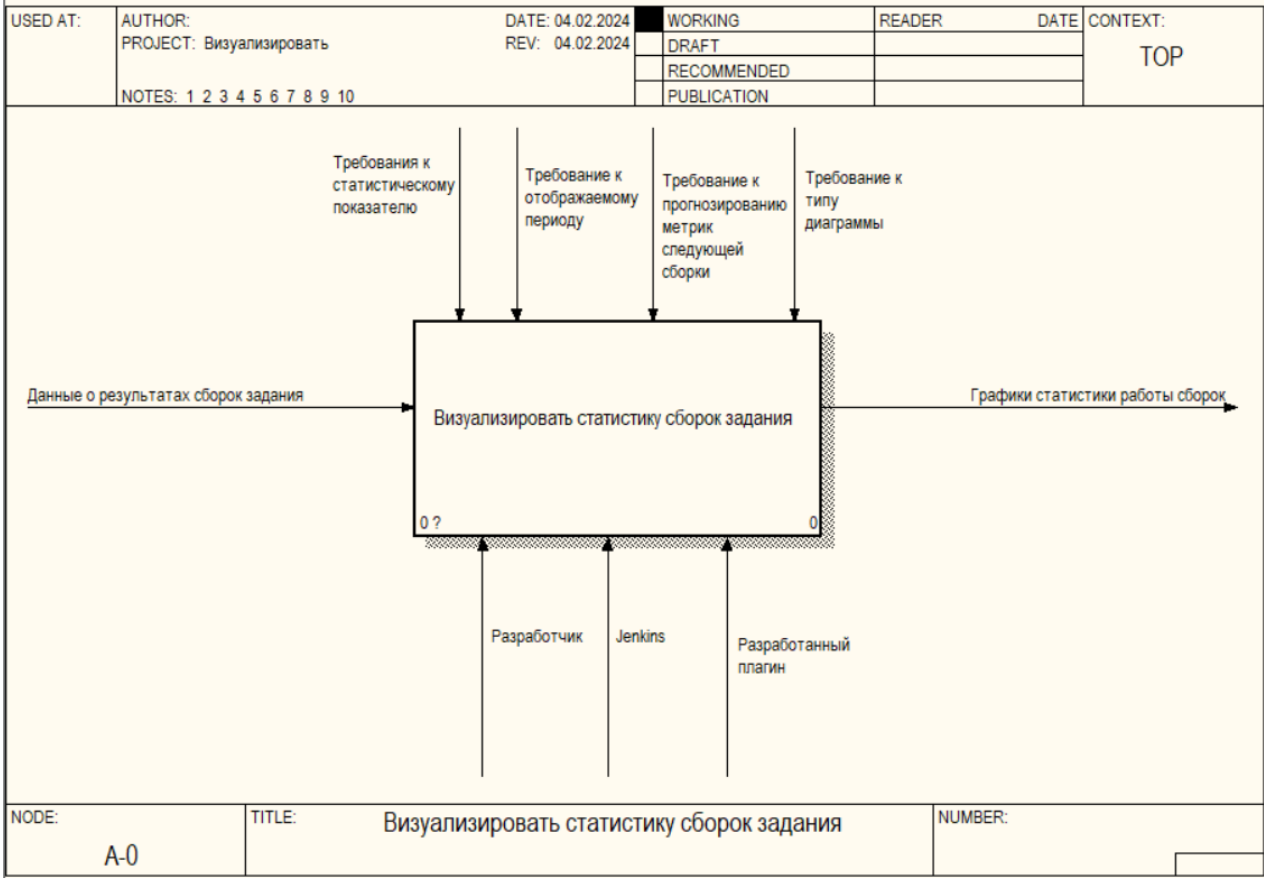 USED AT:
AUTHOR:
DATE: 04.02.2024
PROJECT: Визуализировать
REV: 04.02.2024
NOTES: 1 2 3 4 5 6 7 8 9 10
WORKING
DRAFT
RECOMMENDED
PUBLICATION
READER
DATE
CONTEXT:
TOP
Требования к
статистическому
показателю
Требование к
отображаемому
периоду
Требование к
прогнозированию
метрик
следующей
сборки
Требование к
типу
диаграммы
Данные о результатах сборок задания
Визуализировать статистику сборок задания
0 ?
0
Графики статистики работы сборок
Разработчик
Jenkins
Разработанный
плагин
NODE:
A-0
TITLE:
Визуализировать статистику сборок задания
NUMBER: